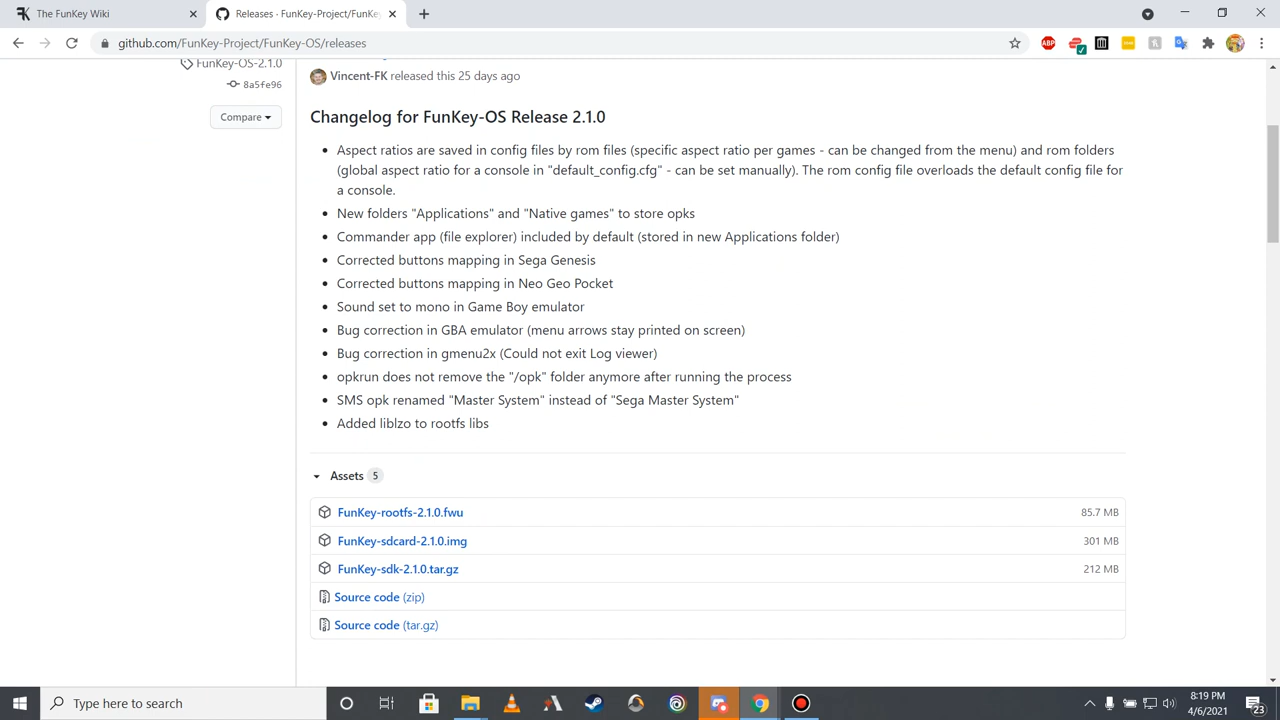 The FunKey Wiki
Releases · FunKey-Project/FunKey
github.com/FunKey-Project/FunKey-OS/releases
ABP
FunKey-OS-2.1.0
Vincent-FK released this 25 days ago
8a5fe96
Compare
Changelog for FunKey-OS Release 2.1.0
Aspect ratios are saved in config files by rom files (specific aspect ratio per games - can be changed from the menu) and rom folders
(global aspect ratio for a console in "default_config.cfg" - can be set manually). The rom config file overloads the default config file for
a console.
New folders "Applications" and "Native games" to store opks
Commander app (file explorer) included by default (stored in new Applications folder)
Corrected buttons mapping in Sega Genesis
Corrected buttons mapping in Neo Geo Pocket
Sound set to mono in Game Boy emulator
Bug correction in GBA emulator (menu arrows stay printed on screen)
Bug correction in gmenu2x (Could not exit Log viewer)
opkrun does not remove the "/opk" folder anymore after running the process
SMS opk renamed "Master System" instead of "Sega Master System"
Added liblzo to rootfs libs
Assets 5
FunKey-rootfs-2.1.0.fwu 85.7 MB
FunKey-sdcard-2.1.0.img 301 MB
FunKey-sdk-2.1.0.tar.gz 212 MB
Source code (zip)
Source code (tar.gz)
Type here to search
8:19 PM
4/6/2021
23